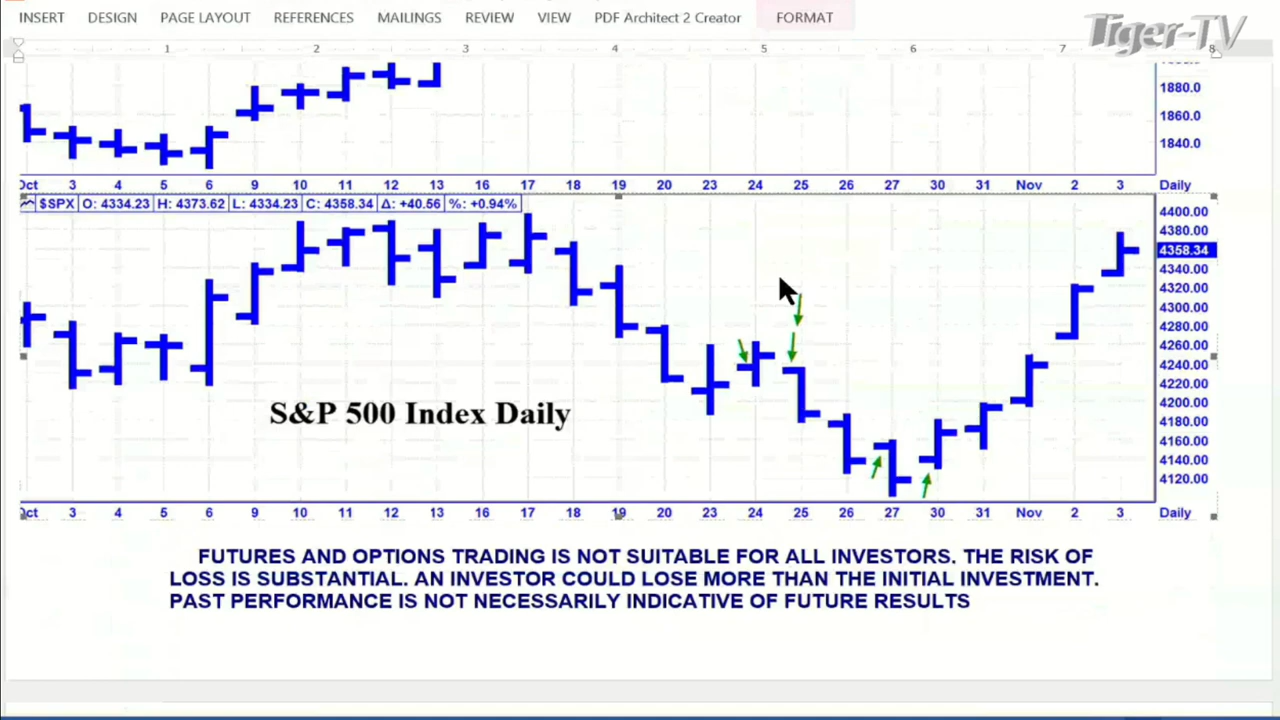 INSERT DESIGN PAGE LAYOUT REFERENCES MAILINGS REVIEW VIEW PDF Architect 2 Creator FORMAT
Tiger-TV
1 2 3 4 5 6 7 8
1880.0
1860.0
1840.0
Oct 3 4 5 6 9 10 11 12 13 16 17 18 19 20 23 24 25 26 27 30 31 Nov 2 3 Daily
$SPX O: 4334.23 H: 4373.62 L: 4334.23 C: 4358.34 Δ: +40.56 %: +0.94%
4400.00
4380.00
4358.34
4340.00
4320.00
4300.00
4280.00
4260.00
4240.00
4220.00
4200.00
4180.00
4160.00
4140.00
4120.00
S&P 500 Index Daily
Oct 3 4 5 6 9 10 11 12 13 16 17 18 19 20 23 24 25 26 27 30 31 Nov 2 3 Daily
FUTURES AND OPTIONS TRADING IS NOT SUITABLE FOR ALL INVESTORS. THE RISK OF
LOSS IS SUBSTANTIAL. AN INVESTOR COULD LOSE MORE THAN THE INITIAL INVESTMENT.
PAST PERFORMANCE IS NOT NECESSARILY INDICATIVE OF FUTURE RESULTS